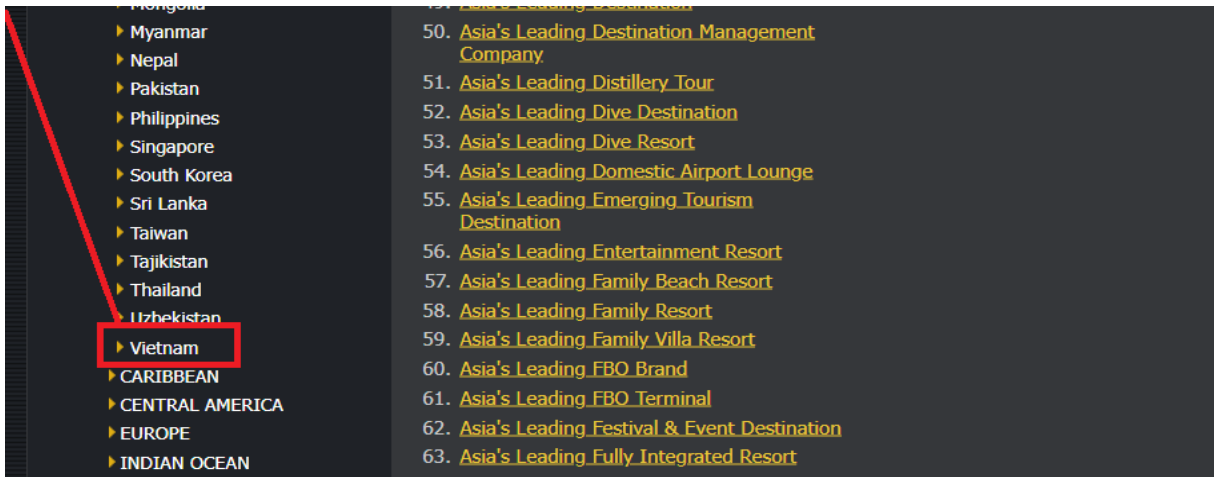 Mongolia
Myanmar
Nepal
Pakistan
Philippines
Singapore
South Korea
Sri Lanka
Taiwan
Tajikistan
Thailand
Uzbekistan
Vietnam
CARIBBEAN
CENTRAL AMERICA
EUROPE
INDIAN OCEAN
49. Asia's Leading Destination
50. Asia's Leading Destination Management
Company
51. Asia's Leading Distillery Tour
52. Asia's Leading Dive Destination
53. Asia's Leading Dive Resort
54. Asia's Leading Domestic Airport Lounge
55. Asia's Leading Emerging Tourism
Destination
56. Asia's Leading Entertainment Resort
57. Asia's Leading Family Beach Resort
58. Asia's Leading Family Resort
59. Asia's Leading Family Villa Resort
60. Asia's Leading FBO Brand
61. Asia's Leading FBO Terminal
62. Asia's Leading Festival & Event Destination
63. Asia's Leading Fully Integrated Resort